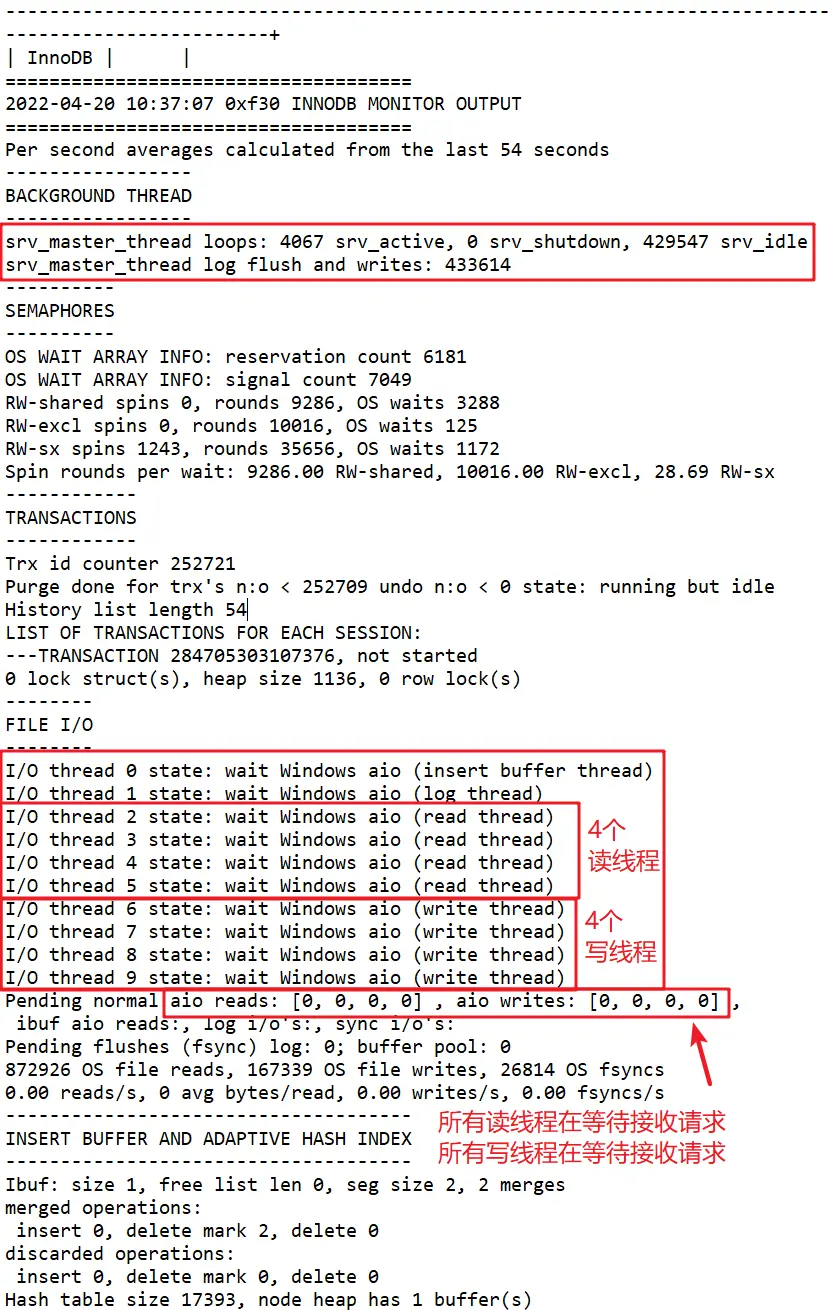 ---------------------------------------------------------------------------
------------------------+
| InnoDB |      |
=====================================
2022-04-20 10:37:07 0xf30 INNODB MONITOR OUTPUT
=====================================
Per second averages calculated from the last 54 seconds
-----------------
BACKGROUND THREAD
-----------------
srv_master_thread loops: 4067 srv_active, 0 srv_shutdown, 429547 srv_idle
srv_master_thread log flush and writes: 433614
----------
SEMAPHORES
----------
OS WAIT ARRAY INFO: reservation count 6181
OS WAIT ARRAY INFO: signal count 7049
RW-shared spins 0, rounds 9286, OS waits 3288
RW-excl spins 0, rounds 10016, OS waits 125
RW-sx spins 1243, rounds 35656, OS waits 1172
Spin rounds per wait: 9286.00 RW-shared, 10016.00 RW-excl, 28.69 RW-sx
------------
TRANSACTIONS
------------
Trx id counter 252721
Purge done for trx's n:o < 252709 undo n:o < 0 state: running but idle
History list length 54
LIST OF TRANSACTIONS FOR EACH SESSION:
---TRANSACTION 284705303107376, not started
0 lock struct(s), heap size 1136, 0 row lock(s)
--------
FILE I/O
--------
I/O thread 0 state: wait Windows aio (insert buffer thread)
I/O thread 1 state: wait Windows aio (log thread)
I/O thread 2 state: wait Windows aio (read thread)
I/O thread 3 state: wait Windows aio (read thread)
I/O thread 4 state: wait Windows aio (read thread)
I/O thread 5 state: wait Windows aio (read thread)
4个
读线程
I/O thread 6 state: wait Windows aio (write thread)
I/O thread 7 state: wait Windows aio (write thread)
I/O thread 8 state: wait Windows aio (write thread)
I/O thread 9 state: wait Windows aio (write thread)
4个
写线程
Pending normal aio reads: [0, 0, 0, 0] , aio writes: [0, 0, 0, 0] ,
 ibuf aio reads:, log i/o's:, sync i/o's:
Pending flushes (fsync) log: 0; buffer pool: 0
872926 OS file reads, 167339 OS file writes, 26814 OS fsyncs
0.00 reads/s, 0 avg bytes/read, 0.00 writes/s, 0.00 fsyncs/s
-------------------------------------
INSERT BUFFER AND ADAPTIVE HASH INDEX
-------------------------------------
所有读线程在等待接收请求
所有写线程在等待接收请求
Ibuf: size 1, free list len 0, seg size 2, 2 merges
merged operations:
 insert 0, delete mark 2, delete 0
discarded operations:
 insert 0, delete mark 0, delete 0
Hash table size 17393, node heap has 1 buffer(s)